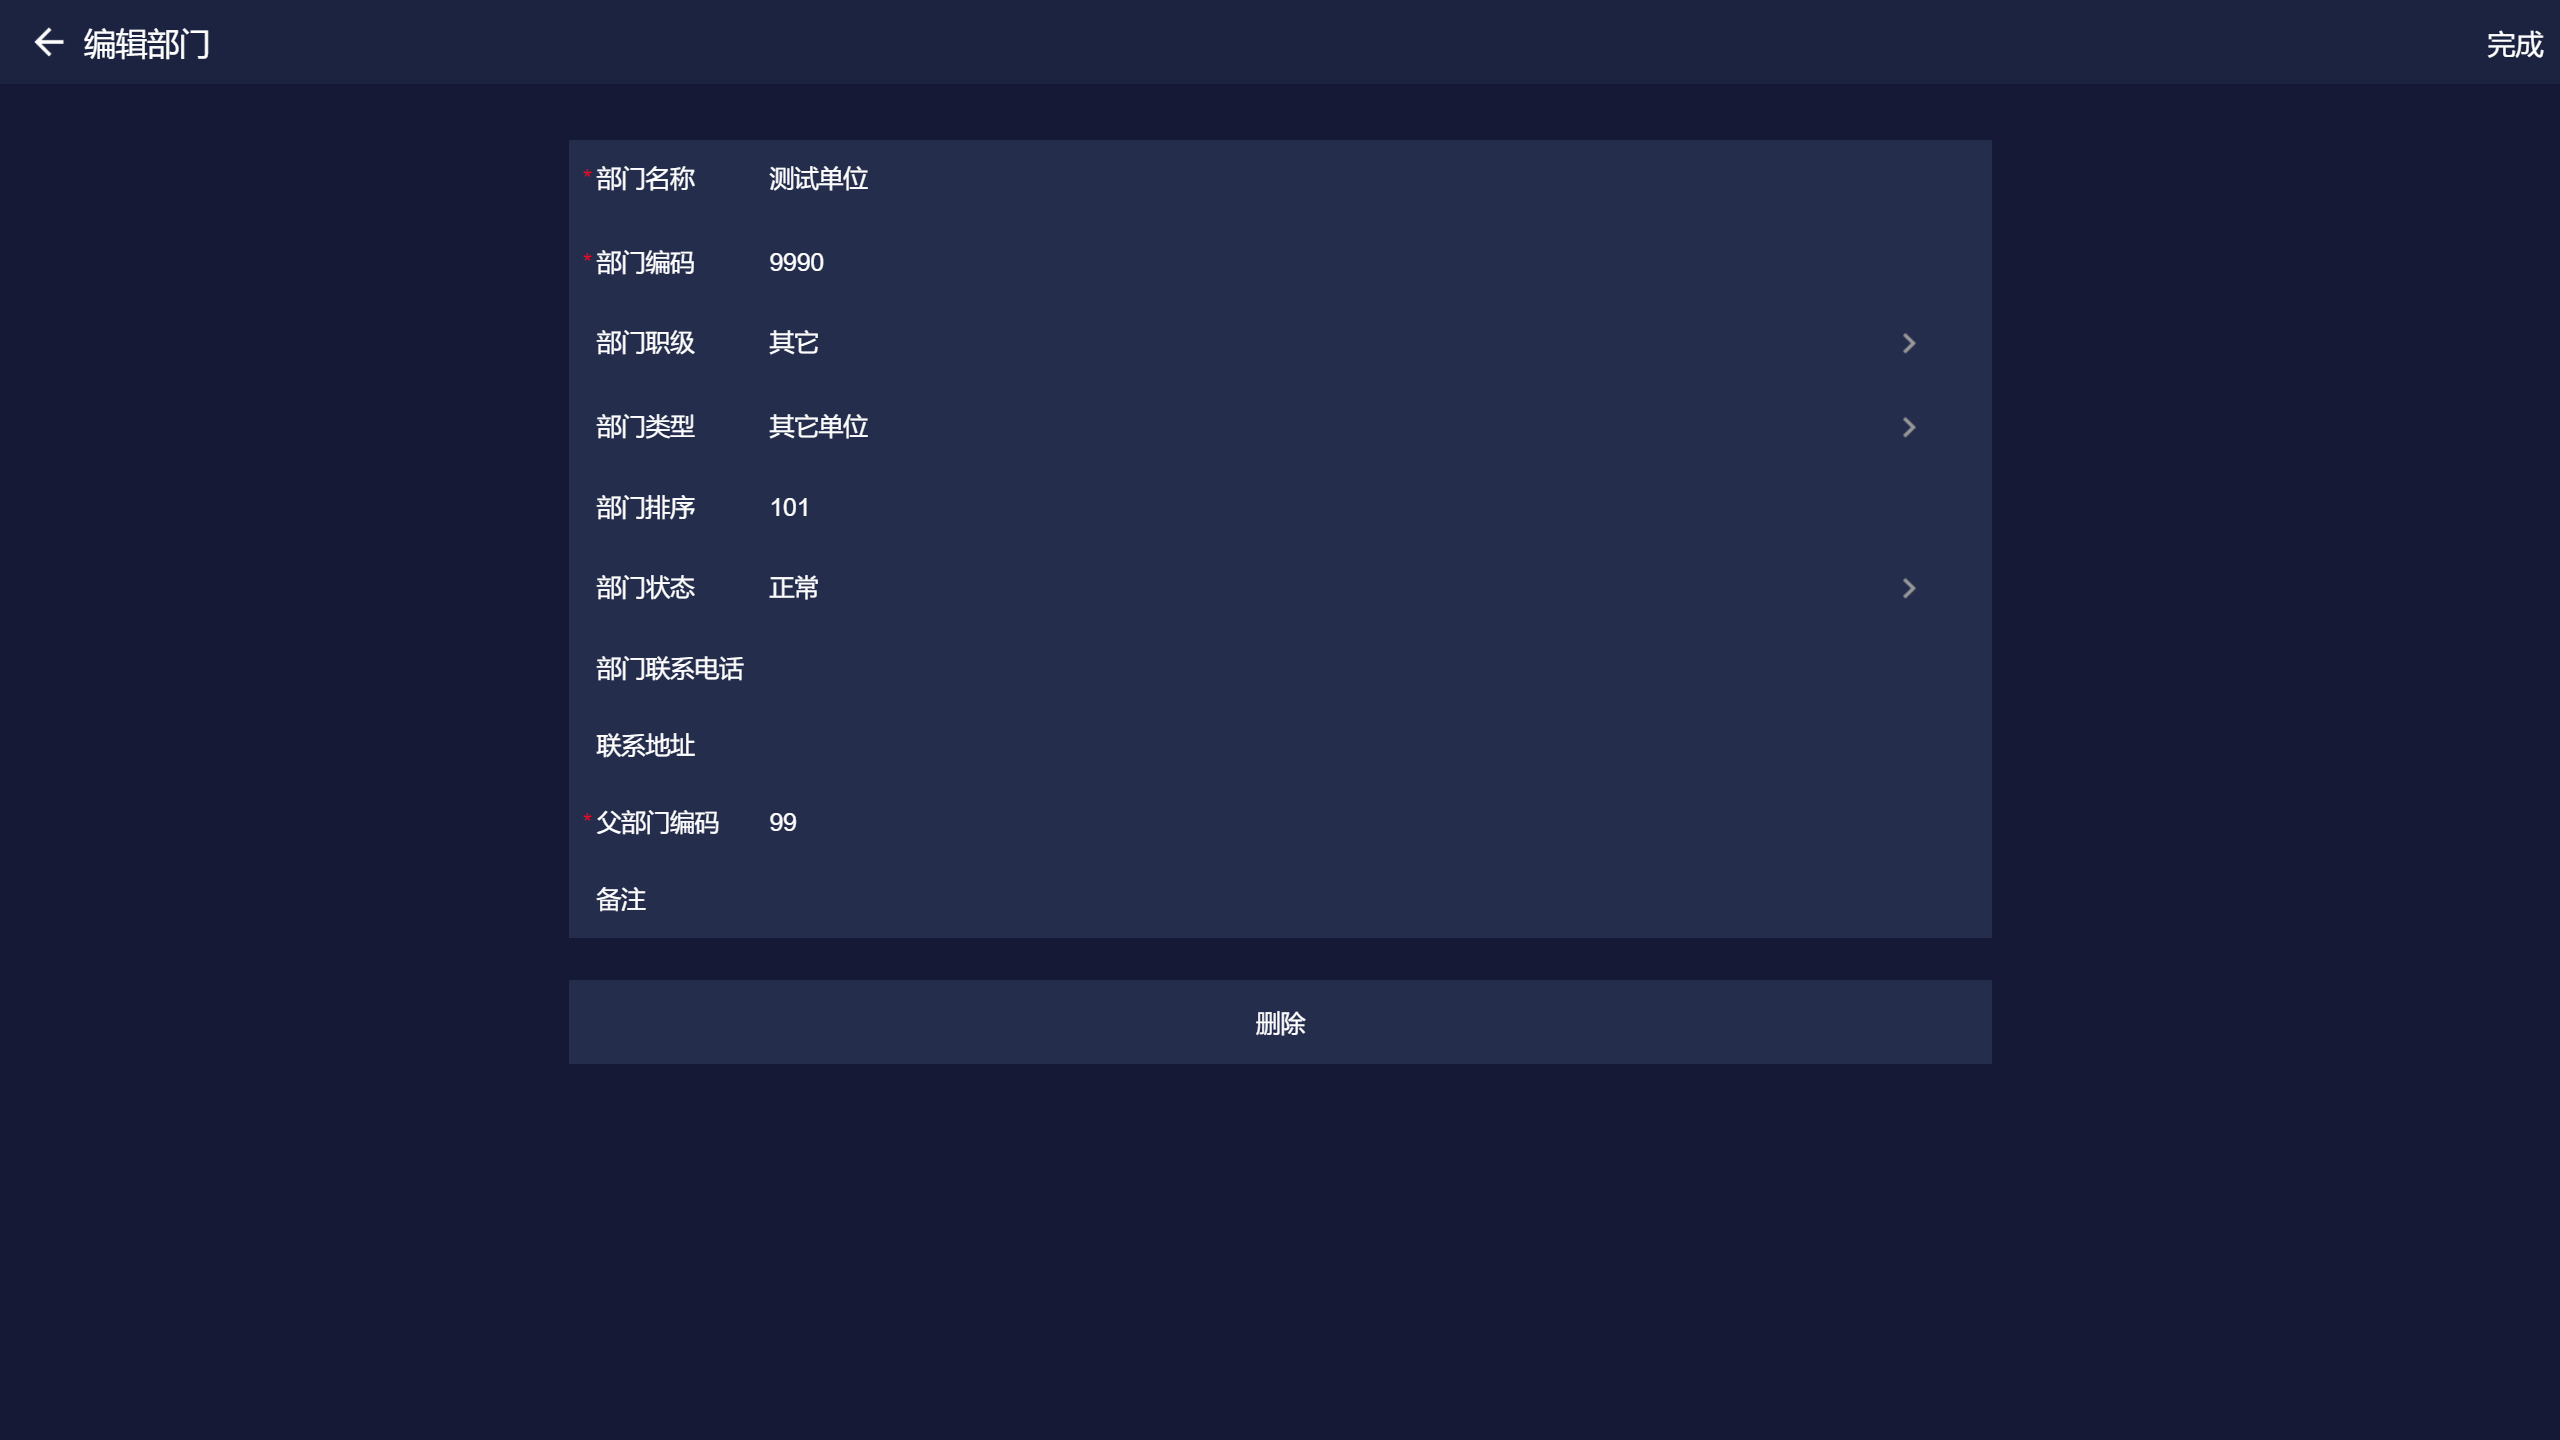 编辑部门 完成
* 部门名称 测试单位
* 部门编码 9990
部门职级 其它
部门类型 其它单位
部门排序 101
部门状态 正常
部门联系电话
联系地址
* 父部门编码 99
备注
删除